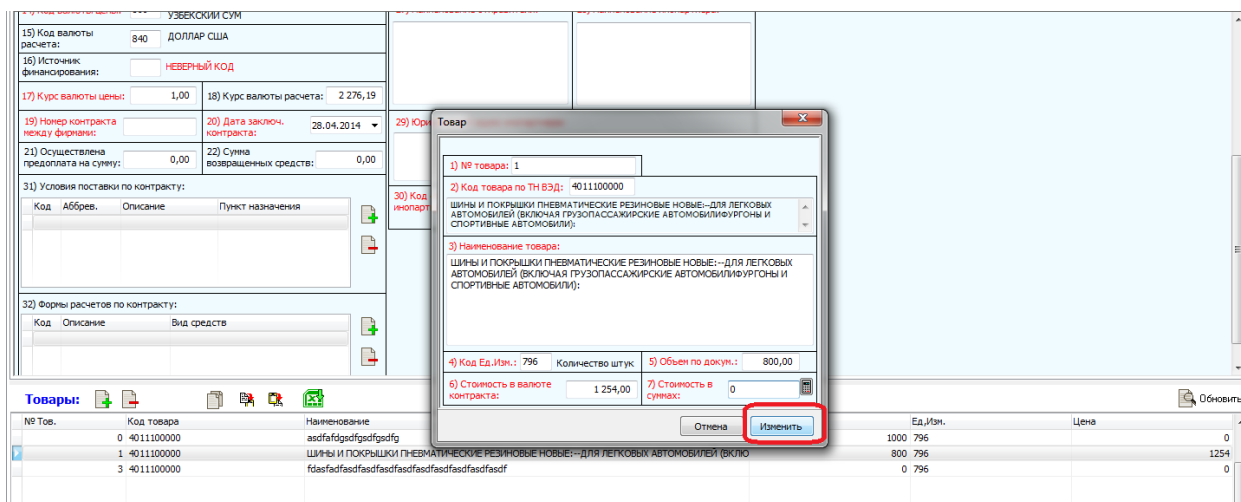 УЗБЕКСКИЙ СУМ
15) Код валюты
расчета:
840
ДОЛЛАР США
16) Источник
финансирования:
НЕВЕРНЫЙ КОД
17) Курс валюты цены:
1,00
18) Курс валюты расчета:
2 276,19
19) Номер контракта
между фирмами:
20) Дата заключ.
контракта:
28.04.2014
21) Осуществлена
предоплата на сумму:
0,00
22) Сумма
возвращенных средств:
0,00
31) Условия поставки по контракту:
Код Аббрев. Описание Пункт назначения
32) Формы расчетов по контракту:
Код Описание Вид средств
30) Код
Товар
1) № товара: 1
2) Код товара по ТН ВЭД: 4011100000
ШИНЫ И ПОКРЫШКИ ПНЕВМАТИЧЕСКИЕ РЕЗИНОВЫЕ НОВЫЕ:--ДЛЯ ЛЕГКОВЫХ
АВТОМОБИЛЕЙ (ВКЛЮЧАЯ ГРУЗОПАССАЖИРСКИЕ АВТОМОБИЛИФУРГОНЫ И
СПОРТИВНЫЕ АВТОМОБИЛИ):
3) Наименование товара:
ШИНЫ И ПОКРЫШКИ ПНЕВМАТИЧЕСКИЕ РЕЗИНОВЫЕ НОВЫЕ:--ДЛЯ ЛЕГКОВЫХ
АВТОМОБИЛЕЙ (ВКЛЮЧАЯ ГРУЗОПАССАЖИРСКИЕ АВТОМОБИЛИФУРГОНЫ И
СПОРТИВНЫЕ АВТОМОБИЛИ):
4) Код Ед.Изм.: 796 Количество штук
5) Объем по докум.: 800,00
6) Стоимость в валюте
контракта:
1 254,00
7) Стоимость в
суммах:
0
Отмена
Изменить
Товары:
Обновить
№ Тов. Код товара Наименование Ед,Изм. Цена
0 4011100000 asdfafdgsdfgsdfgsdfg 1000 796 0
1 4011100000 ШИНЫ И ПОКРЫШКИ ПНЕВМАТИЧЕСКИЕ РЕЗИНОВЫЕ НОВЫЕ:--ДЛЯ ЛЕГКОВЫХ АВТОМОБИЛЕЙ (ВКЛЮ 800 796 1254
3 4011100000 fdasfadfasdfasdfasdfasdfasdfasdfasdfasdf 0 796 0